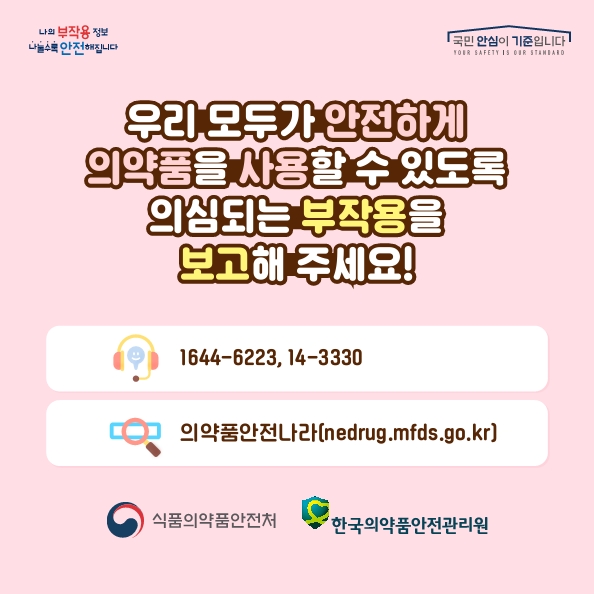 나의 부작용 정보
나눌수록 안전해집니다
국민 안심이 기준입니다
YOUR SAFETY IS OUR STANDARD
우리 모두가 안전하게
의약품을 사용할 수 있도록
의심되는 부작용을
보고해 주세요!
1644-6223, 14-3330
의약품안전나라(nedrug.mfds.go.kr)
식품의약품안전처
한국의약품안전관리원